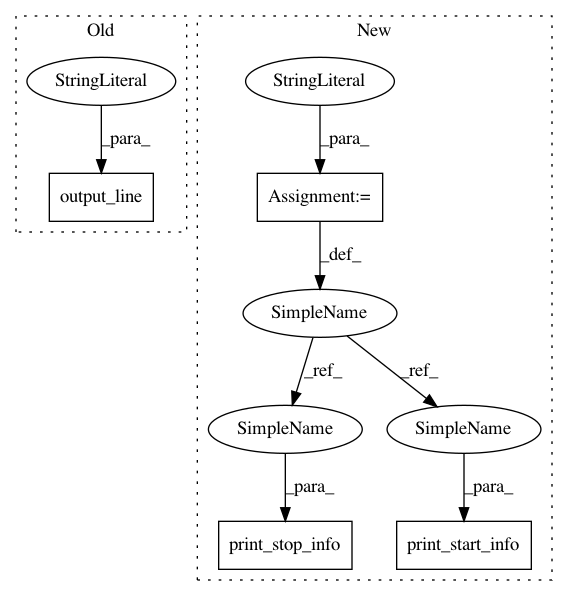 Old
New
StringLiteral
StringLiteral
_para_
_para_
output_line
Assignment:=
_def_
SimpleName
_ref_
_ref_
SimpleName
SimpleName
_para_
_para_
print_stop_info
print_start_info